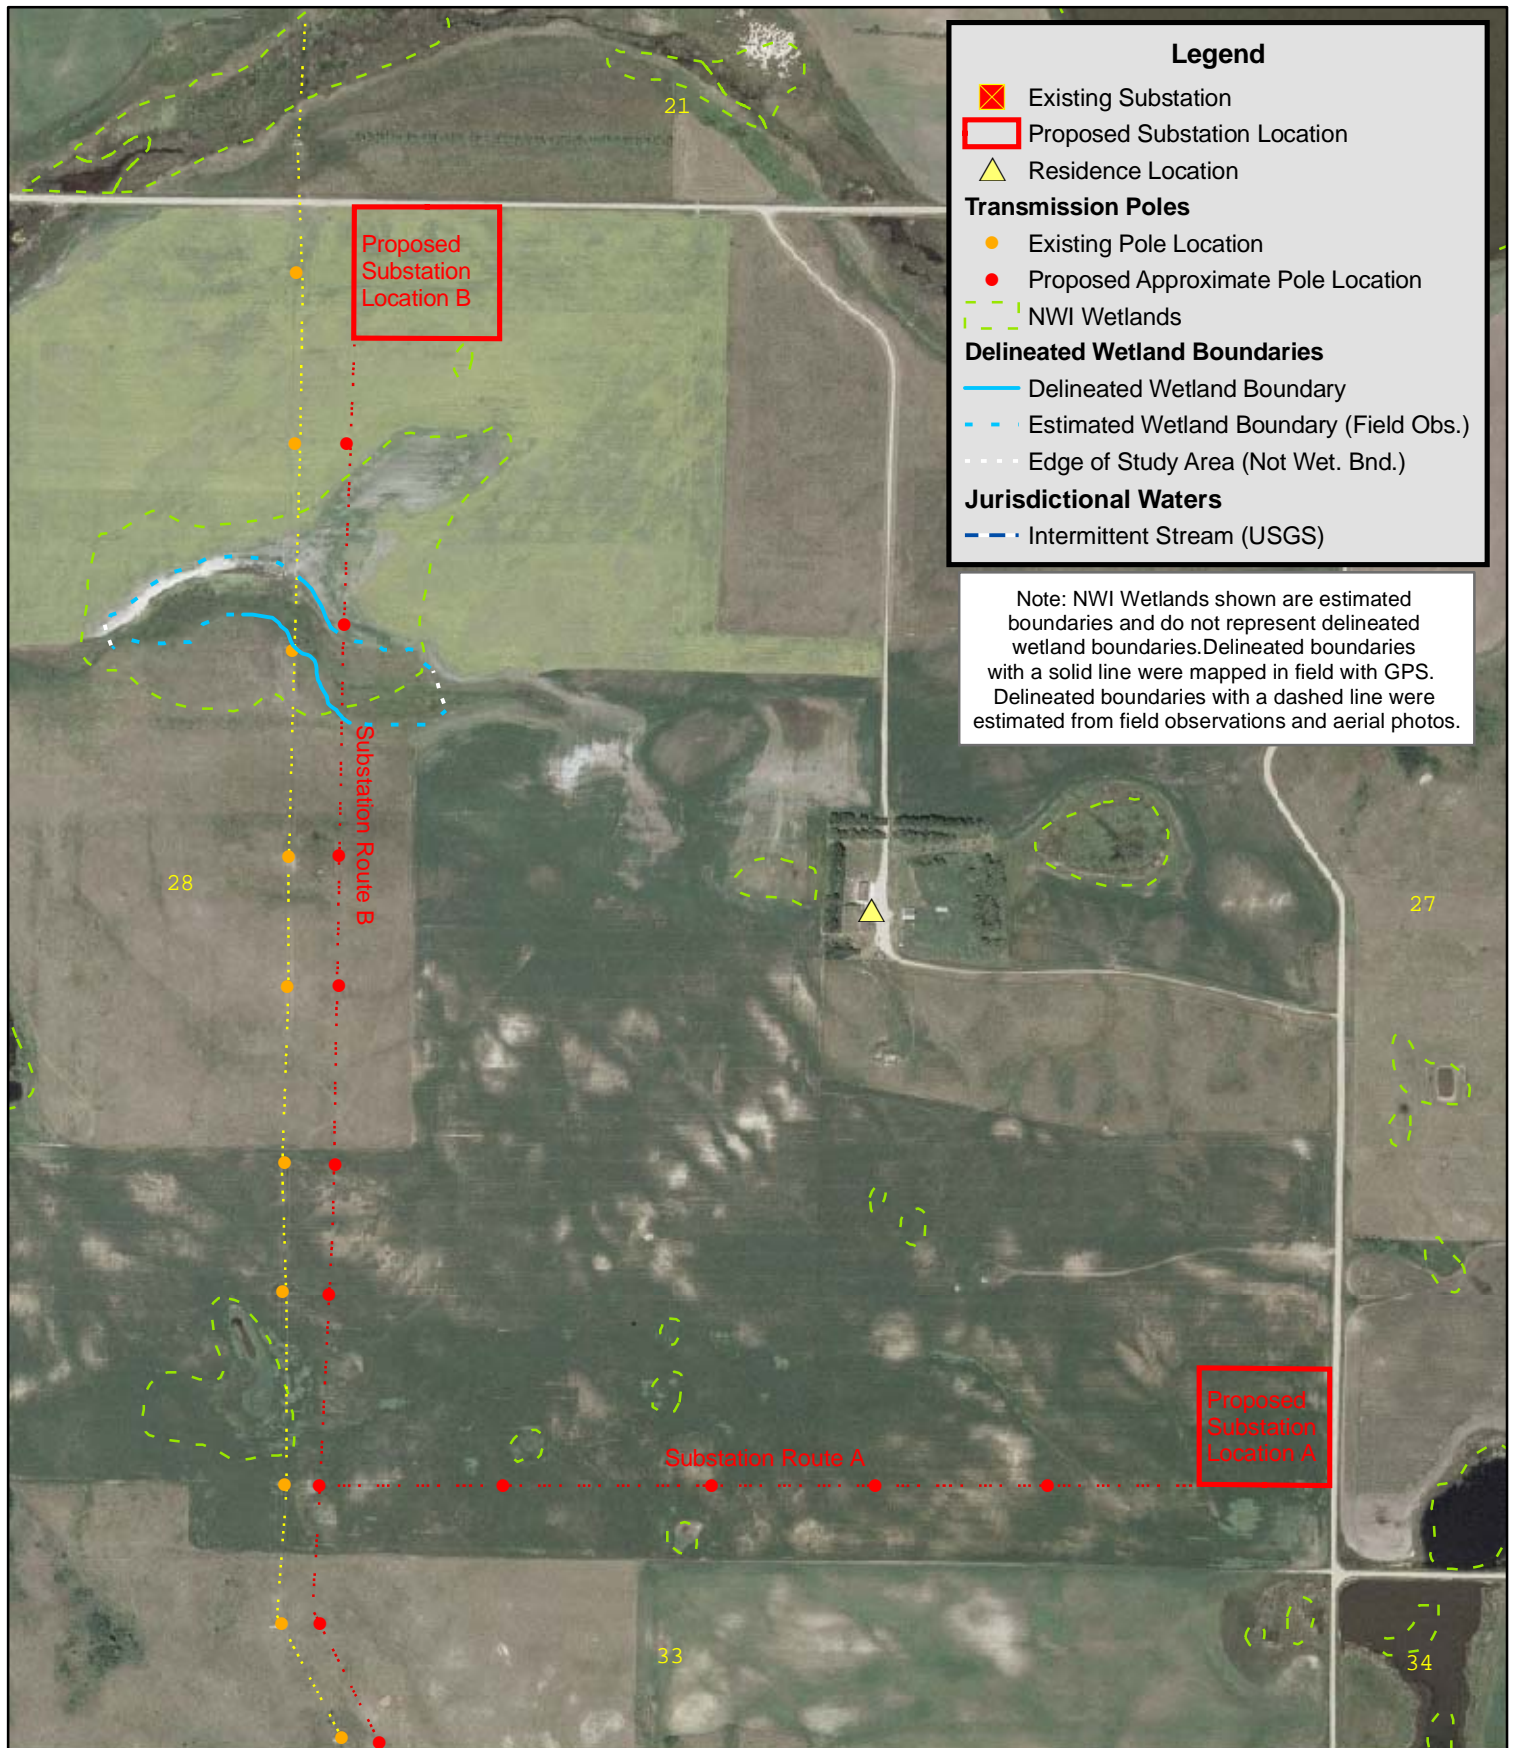 Legend
Existing Substation
Proposed Substation Location
Residence Location
Transmission Poles
Existing Pole Location
Proposed Approximate Pole Location
NWI Wetlands
Delineated Wetland Boundaries
Delineated Wetland Boundary
Estimated Wetland Boundary (Field Obs.)
Edge of Study Area (Not Wet. Bnd.)
Jurisdictional Waters
Intermittent Stream (USGS)
Note: NWI Wetlands shown are estimated
boundaries and do not represent delineated
wetland boundaries.Delineated boundaries
with a solid line were mapped in field with GPS.
Delineated boundaries with a dashed line were
estimated from field observations and aerial photos.
21
Proposed
Substation
Location B
Substation Route B
28
27
Proposed
Substation
Location A
Substation Route A
33
34